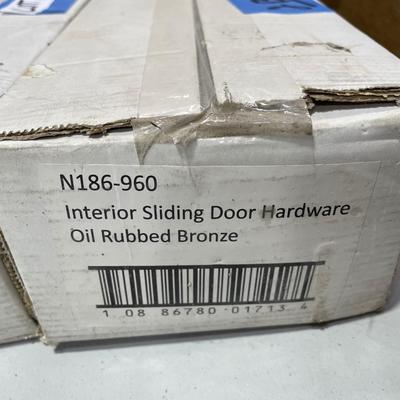 N186-960
Interior Sliding Door Hardware
Oil Rubbed Bronze
1 08 86780 01713 4